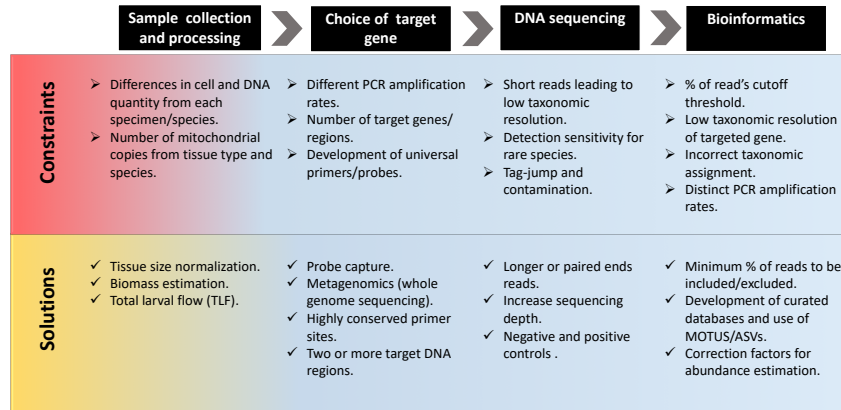 Sample collection
and processing
Choice of target
gene
DNA sequencing
Bioinformatics
Constraints
➢ Differences in cell and DNA
quantity from each
specimen/species.
➢ Number of mitochondrial
copies from tissue type and
species.
➢ Different PCR amplification
rates.
➢ Number of target genes/
regions.
➢ Development of universal
primers/probes.
➢ Short reads leading to
low taxonomic
resolution.
➢ Detection sensitivity for
rare species.
➢ Tag-jump and
contamination.
➢ % of read’s cutoff
threshold.
➢ Low taxonomic resolution
of targeted gene.
➢ Incorrect taxonomic
assignment.
➢ Distinct PCR amplification
rates.
Solutions
✓ Tissue size normalization.
✓ Biomass estimation.
✓ Total larval flow (TLF).
✓ Probe capture.
✓ Metagenomics (whole
genome sequencing).
✓ Highly conserved primer
sites.
✓ Two or more target DNA
regions.
✓ Longer or paired ends
reads.
✓ Increase sequencing
depth.
✓ Negative and positive
controls .
✓ Minimum % of reads to be
included/excluded.
✓ Development of curated
databases and use of
MOTUS/ASVs.
✓ Correction factors for
abundance estimation.